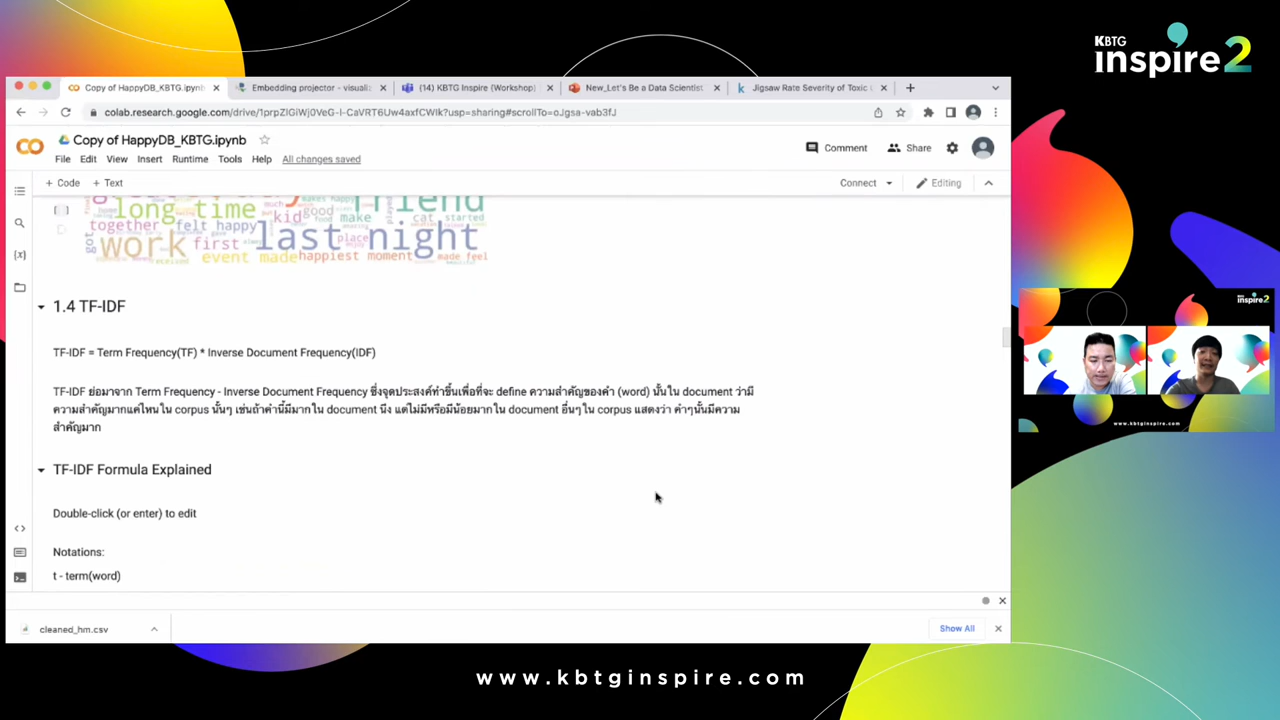 KBTG
inspire 2
Copy of HappyDB_KBTG.ipynb
Embedding projector - visuali
(14) KBTG Inspire (Workshop)
New_Let's Be a Data Scientist
Jigsaw Rate Severity of Toxic
Copy of HappyDB_KBTG.ipynb
Comment
Share
File Edit View Insert Runtime Tools Help All changes saved
+ Code + Text
Connect
Editing
long time
friend
kid good make cat started
together felt happy
got work first last night place
event made happiest moment made feel
1.4 TF-IDF
TF-IDF = Term Frequency(TF) * Inverse Document Frequency(IDF)
TF-IDF ย่อมาจาก Term Frequency - Inverse Document Frequency ซึ่งจุดประสงค์ทำขึ้นเพื่อที่จะ define ความสำคัญของคำ (word) นั้นใน document ว่ามี
ความสำคัญมากแค่ไหนใน corpus นั้นๆ เช่นถ้าคำนี้มีมากใน document นึง แต่ไม่มีหรือมีน้อยมากใน document อื่นๆใน corpus แสดงว่า คำๆนั้นมีความ
สำคัญมาก
TF-IDF Formula Explained
Double-click (or enter) to edit
Notations:
t - term(word)
cleaned_hm.csv
Show All
inspire 2
www.kbtginspire.com
www.kbtginspire.com